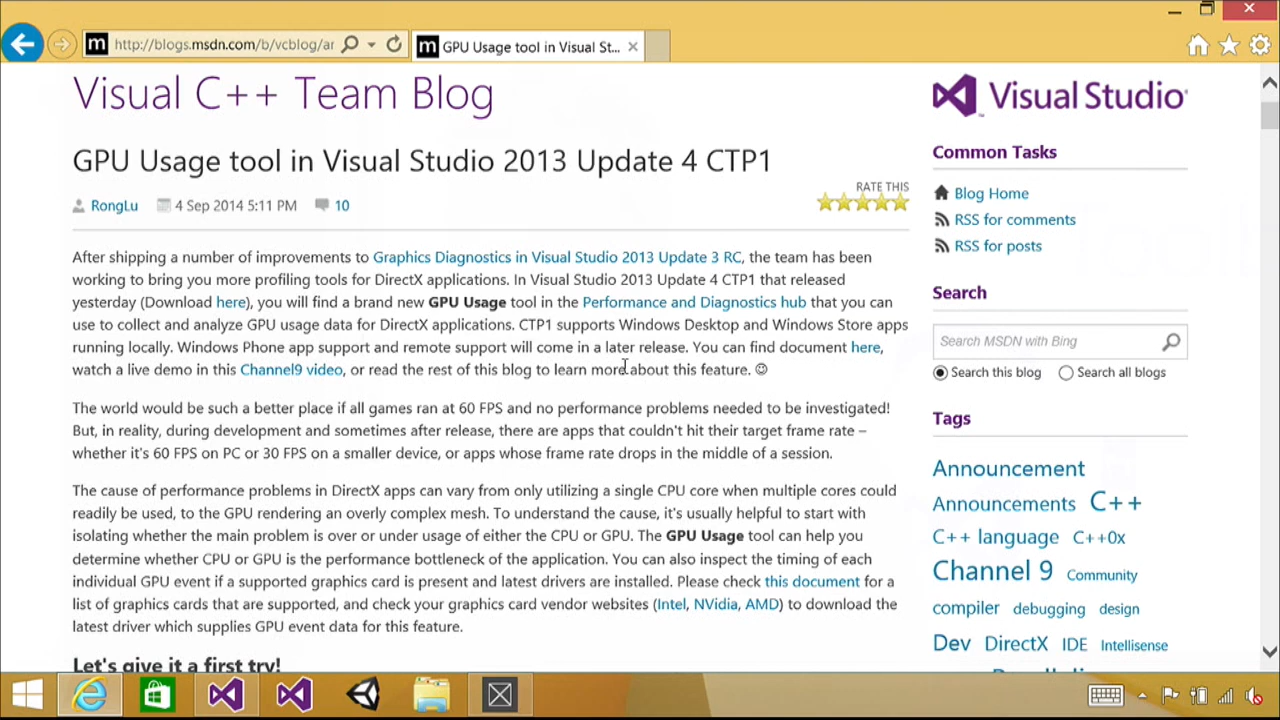 http://blogs.msdn.com/b/vcblog/ar
GPU Usage tool in Visual St...
Visual C++ Team Blog
GPU Usage tool in Visual Studio 2013 Update 4 CTP1
RongLu 4 Sep 2014 5:11 PM 10
RATE THIS
After shipping a number of improvements to Graphics Diagnostics in Visual Studio 2013 Update 3 RC, the team has been
working to bring you more profiling tools for DirectX applications. In Visual Studio 2013 Update 4 CTP1 that released
yesterday (Download here), you will find a brand new GPU Usage tool in the Performance and Diagnostics hub that you can
use to collect and analyze GPU usage data for DirectX applications. CTP1 supports Windows Desktop and Windows Store apps
running locally. Windows Phone app support and remote support will come in a later release. You can find document here,
watch a live demo in this Channel9 video, or read the rest of this blog to learn more about this feature. ☺
The world would be such a better place if all games ran at 60 FPS and no performance problems needed to be investigated!
But, in reality, during development and sometimes after release, there are apps that couldn't hit their target frame rate –
whether it's 60 FPS on PC or 30 FPS on a smaller device, or apps whose frame rate drops in the middle of a session.
The cause of performance problems in DirectX apps can vary from only utilizing a single CPU core when multiple cores could
readily be used, to the GPU rendering an overly complex mesh. To understand the cause, it's usually helpful to start with
isolating whether the main problem is over or under usage of either the CPU or GPU. The GPU Usage tool can help you
determine whether CPU or GPU is the performance bottleneck of the application. You can also inspect the timing of each
individual GPU event if a supported graphics card is present and latest drivers are installed. Please check this document for a
list of graphics cards that are supported, and check your graphics card vendor websites (Intel, NVidia, AMD) to download the
latest driver which supplies GPU event data for this feature.
Let's give it a first try!
Visual Studio
Common Tasks
Blog Home
RSS for comments
RSS for posts
Search
Search MSDN with Bing
Search this blog Search all blogs
Tags
Announcement
Announcements C++
C++ language C++0x
Channel 9 Community
compiler debugging design
Dev DirectX IDE Intellisense